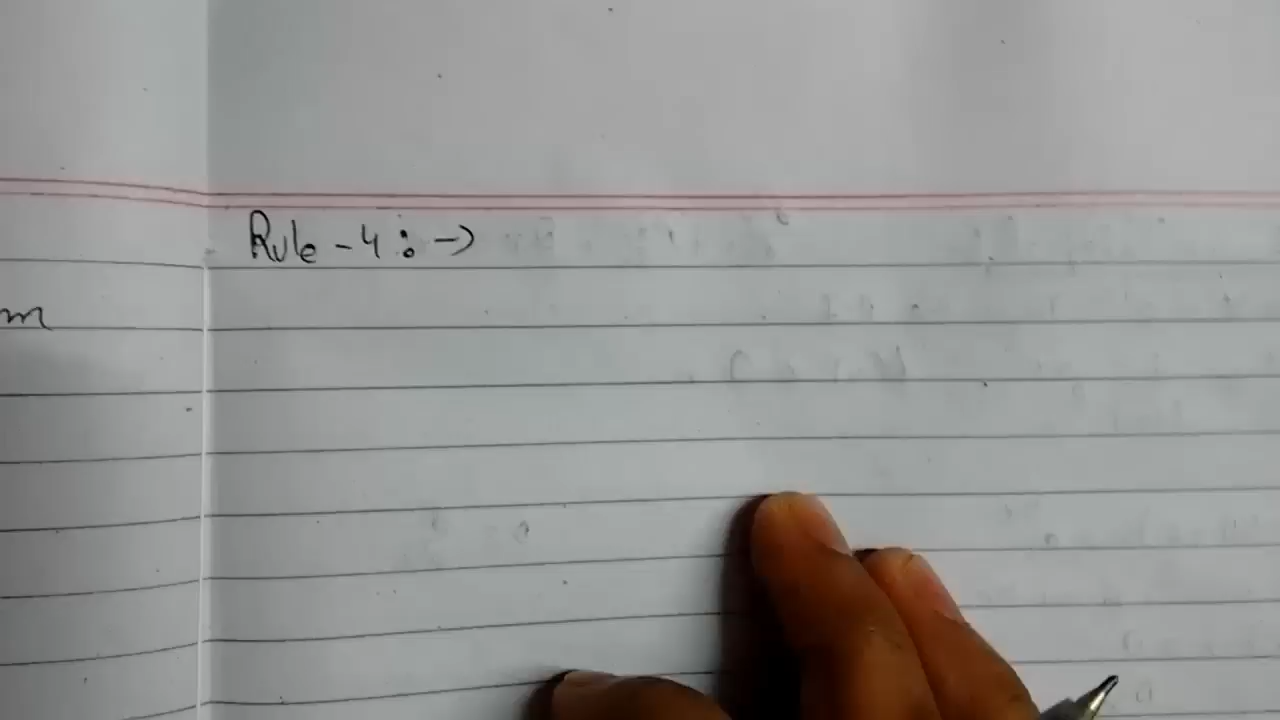 m
Rule - 4 : →